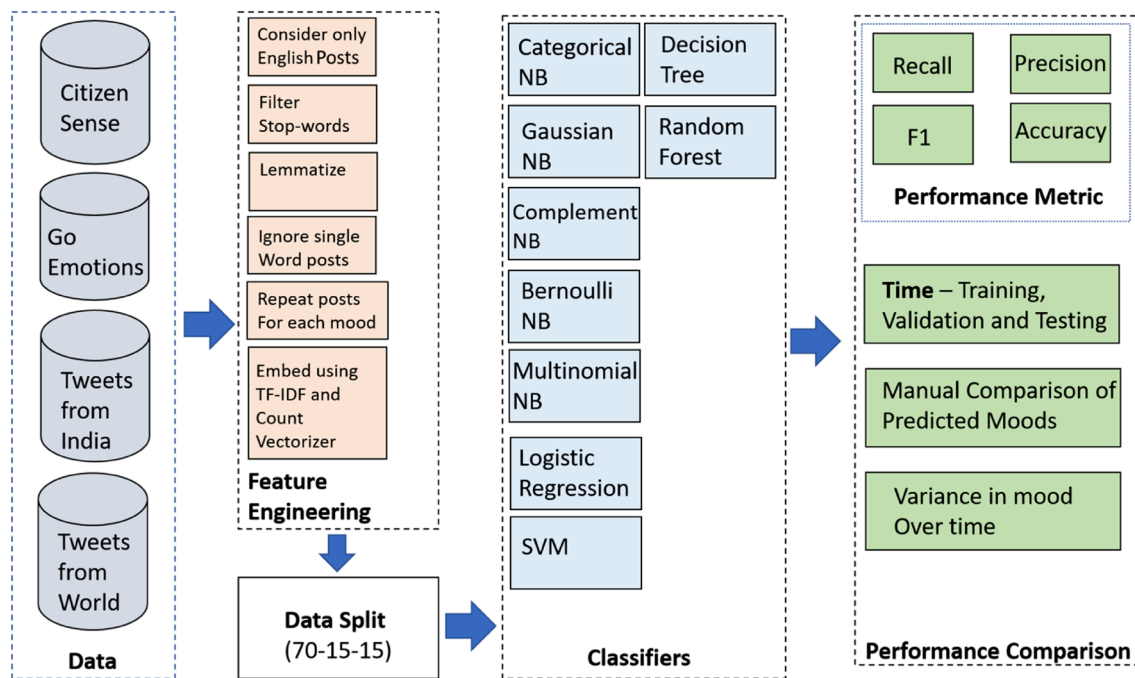 Citizen
Sense
Go
Emotions
Tweets
from
India
Tweets
from
World
Data
Consider only
English Posts
Filter
Stop-words
Lemmatize
Ignore single
Word posts
Repeat posts
For each mood
Embed using
TF-IDF and
Count
Vectorizer
Feature
Engineering
Data Split
(70-15-15)
Categorical
NB
Decision
Tree
Gaussian
NB
Random
Forest
Complement
NB
Bernoulli
NB
Multinomial
NB
Logistic
Regression
SVM
Classifiers
Recall
Precision
F1
Accuracy
Performance Metric
Time – Training,
Validation and Testing
Manual Comparison of
Predicted Moods
Variance in mood
Over time
Performance Comparison